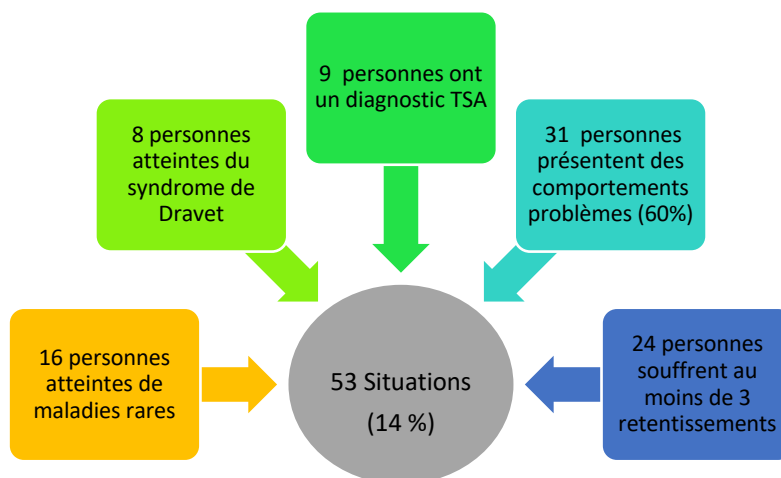 9 personnes ont
un diagnostic TSA
8 personnes
atteintes du
syndrome de
Dravet
31 personnes
présentent des
comportements
problèmes (60%)
16 personnes
atteintes de
maladies rares
53 Situations
(14 %)
24 personnes
souffrent au
moins de 3
retentissements